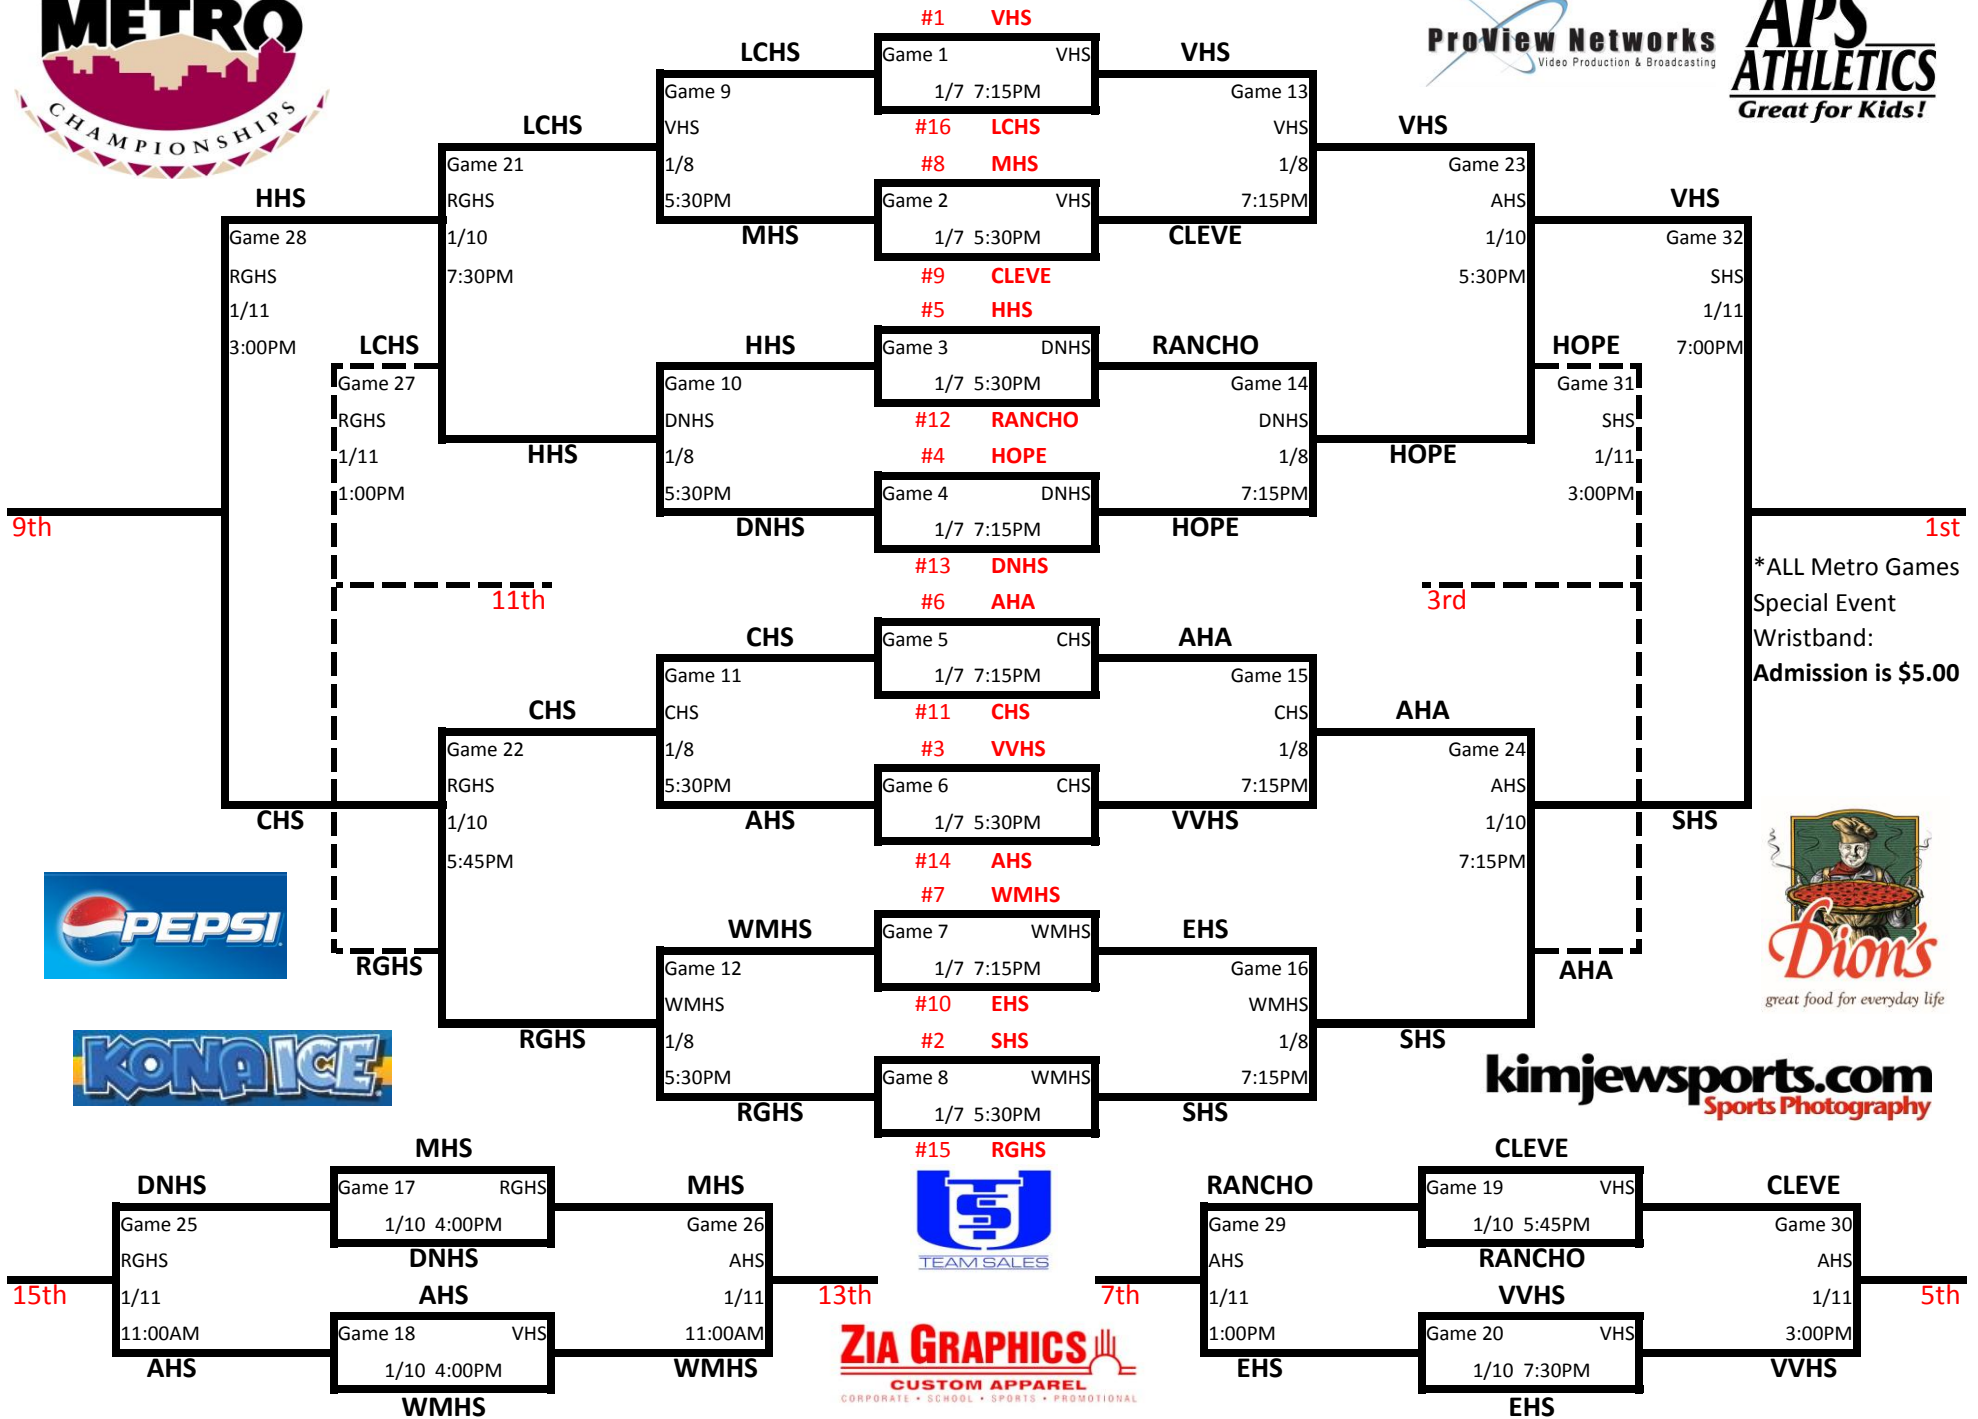 METRO
CHAMPIONSHIPS
ProView Networks
Video Production & Broadcasting
APS
ATHLETICS
Great for Kids!
#1 VHS
LCHS
Game 1 VHS
1/7 7:15PM
VHS
#16 LCHS
Game 9
VHS
1/8
5:30PM
Game 13
VHS
1/8
7:15PM
#8 MHS
MHS
Game 2 VHS
1/7 5:30PM
CLEVE
#9 CLEVE
LCHS
Game 21
RGHS
1/10
7:30PM
VHS
Game 23
AHS
1/10
5:30PM
HHS
Game 28
RGHS
1/11
3:00PM
VHS
Game 32
SHS
1/11
7:00PM
#5 HHS
HHS
Game 3 DNHS
1/7 5:30PM
RANCHO
#12 RANCHO
Game 10
DNHS
1/8
5:30PM
Game 14
DNHS
1/8
7:15PM
#4 HOPE
DNHS
Game 4 DNHS
1/7 7:15PM
HOPE
#13 DNHS
LCHS
Game 27
RGHS
1/11
1:00PM
HHS
HOPE
HOPE
Game 31
SHS
1/11
3:00PM
9th
11th
3rd
1st
*ALL Metro Games
Special Event
Wristband:
Admission is $5.00
#6 AHA
CHS
Game 5 CHS
1/7 7:15PM
AHA
#11 CHS
Game 11
CHS
1/8
5:30PM
Game 15
CHS
1/8
7:15PM
#3 VVHS
AHS
Game 6 CHS
1/7 5:30PM
VVHS
#14 AHS
CHS
Game 22
RGHS
1/10
5:45PM
AHA
Game 24
AHS
1/10
7:15PM
CHS
SHS
#7 WMHS
WMHS
Game 7 WMHS
1/7 7:15PM
EHS
#10 EHS
Game 12
WMHS
1/8
5:30PM
Game 16
WMHS
1/8
7:15PM
#2 SHS
RGHS
Game 8 WMHS
1/7 5:30PM
SHS
#15 RGHS
RGHS
AHA
RGHS
SHS
PEPSI
KONA ICE
Dion's
great food for everyday life
kimjewsports.com
Sports Photography
MHS
DNHS
Game 17 RGHS
1/10 4:00PM
MHS
DNHS
Game 25
RGHS
1/11
11:00AM
Game 26
AHS
1/11
11:00AM
15th
13th
AHS
AHS
Game 18 VHS
1/10 4:00PM
WMHS
WMHS
UTS
TEAM SALES
ZIA GRAPHICS
CUSTOM APPAREL
CORPORATE • SCHOOL • SPORTS • PROMOTIONAL
CLEVE
RANCHO
Game 19 VHS
1/10 5:45PM
CLEVE
RANCHO
Game 29
AHS
1/11
1:00PM
Game 30
AHS
1/11
3:00PM
7th
5th
VVHS
EHS
Game 20 VHS
1/10 7:30PM
VVHS
EHS